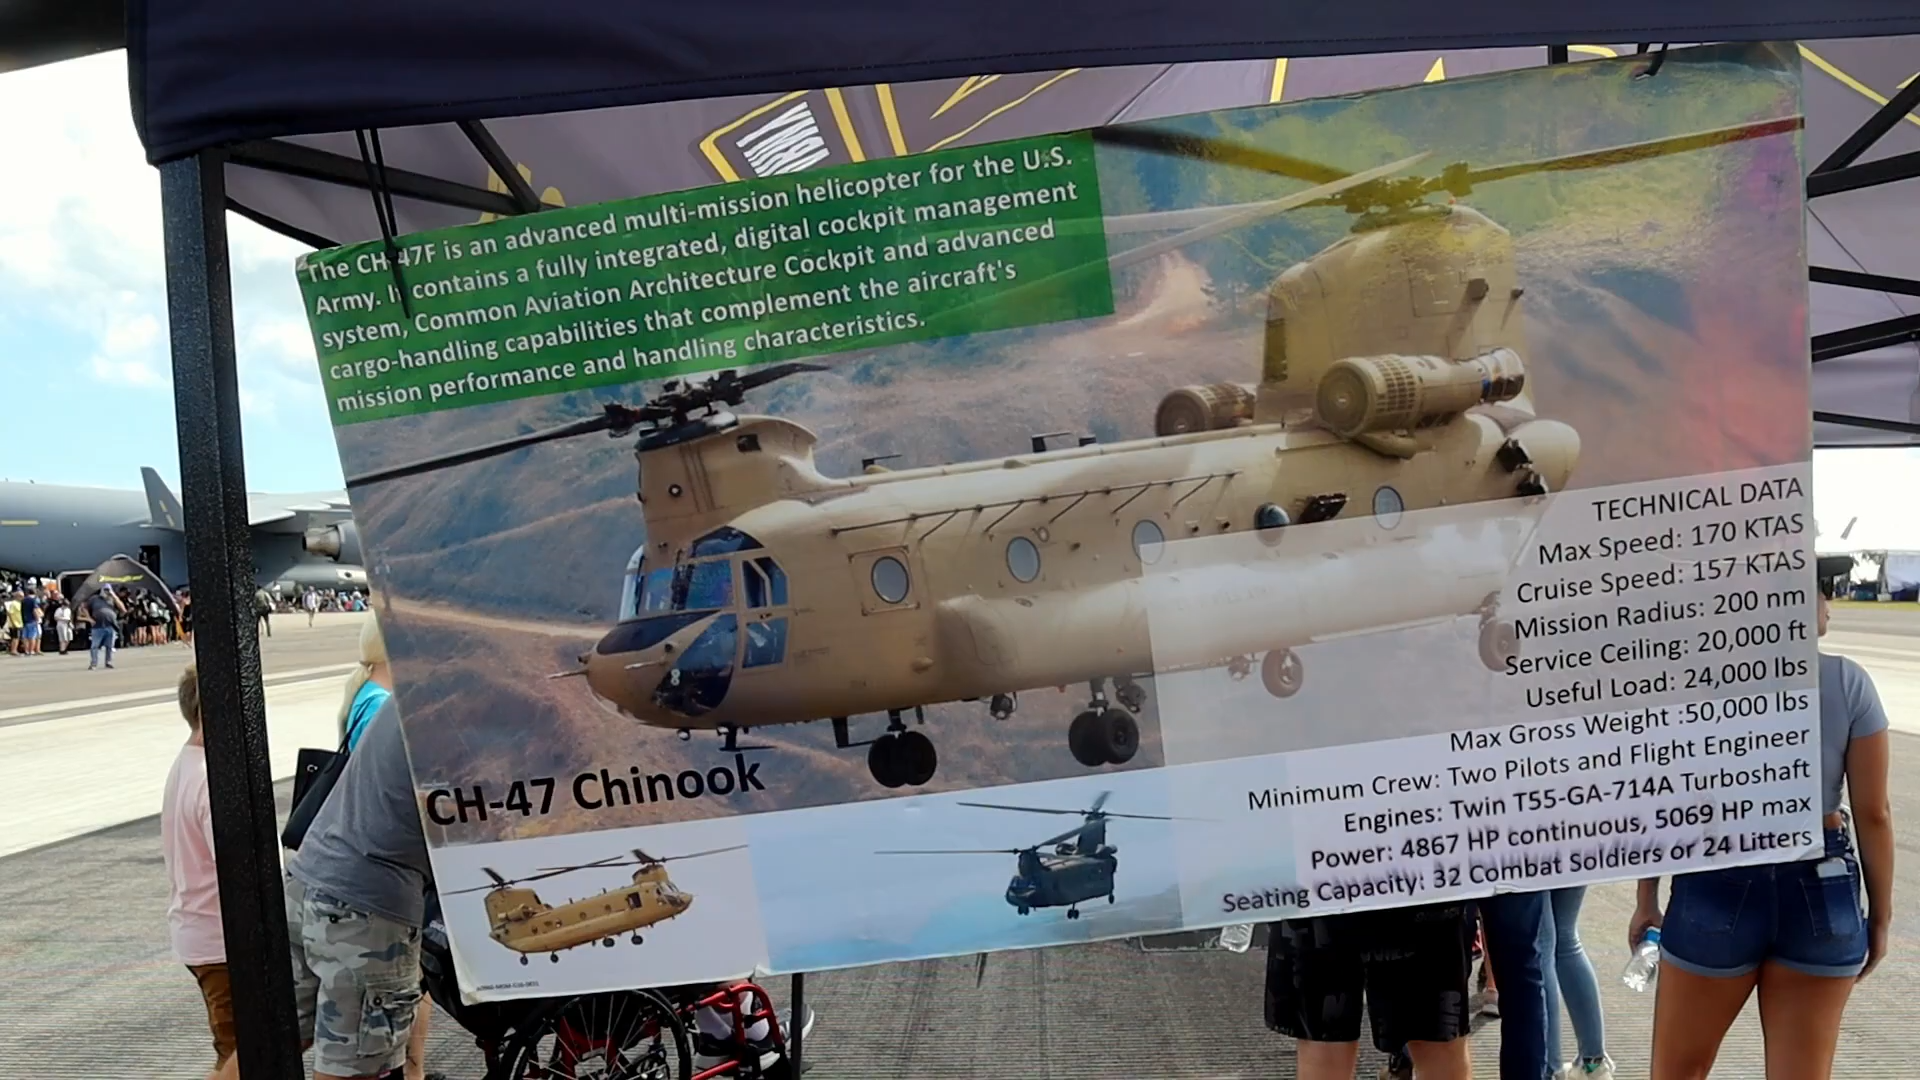 ARMY
The CH-47F is an advanced multi-mission helicopter for the U.S.
Army. It contains a fully integrated, digital cockpit management
system, Common Aviation Architecture Cockpit and advanced
cargo-handling capabilities that complement the aircraft's
mission performance and handling characteristics.
TECHNICAL DATA
Max Speed: 170 KTAS
Cruise Speed: 157 KTAS
Mission Radius: 200 nm
Service Ceiling: 20,000 ft
Useful Load: 24,000 lbs
Max Gross Weight :50,000 lbs
Minimum Crew: Two Pilots and Flight Engineer
Engines: Twin T55-GA-714A Turboshaft
Power: 4867 HP continuous, 5069 HP max
Seating Capacity: 32 Combat Soldiers or 24 Litters
CH-47 Chinook